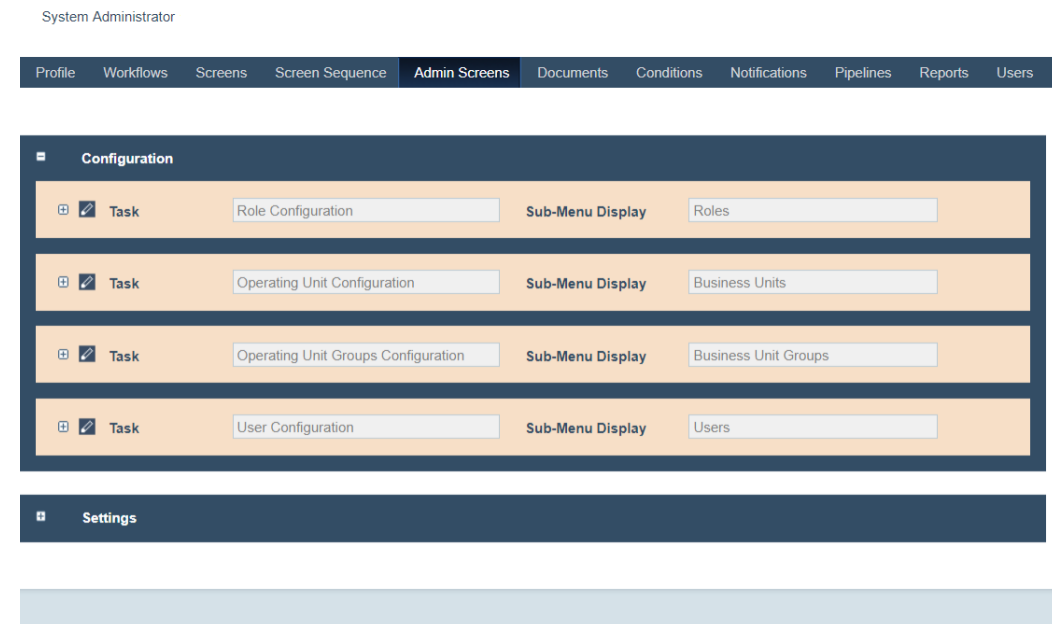 System Administrator
Profile Workflows Screens Screen Sequence Admin Screens Documents Conditions Notifications Pipelines Reports Users
Configuration
Task Role Configuration Sub-Menu Display Roles
Task Operating Unit Configuration Sub-Menu Display Business Units
Task Operating Unit Groups Configuration Sub-Menu Display Business Unit Groups
Task User Configuration Sub-Menu Display Users
Settings